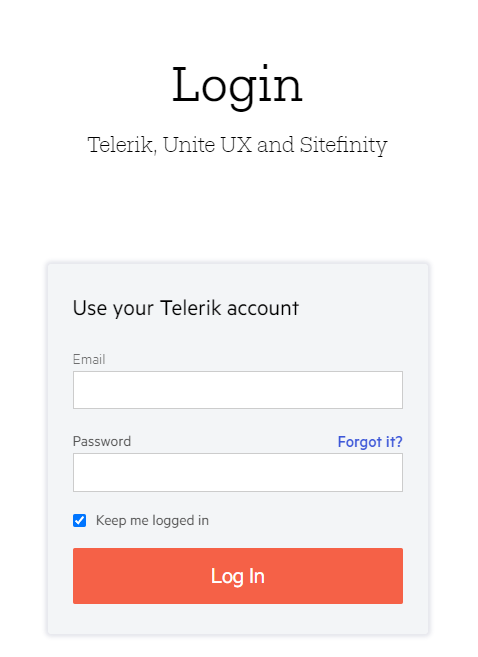 Login
Telerik, Unite UX and Sitefinity
Use your Telerik account
Email
Password Forgot it?
Keep me logged in
Log In